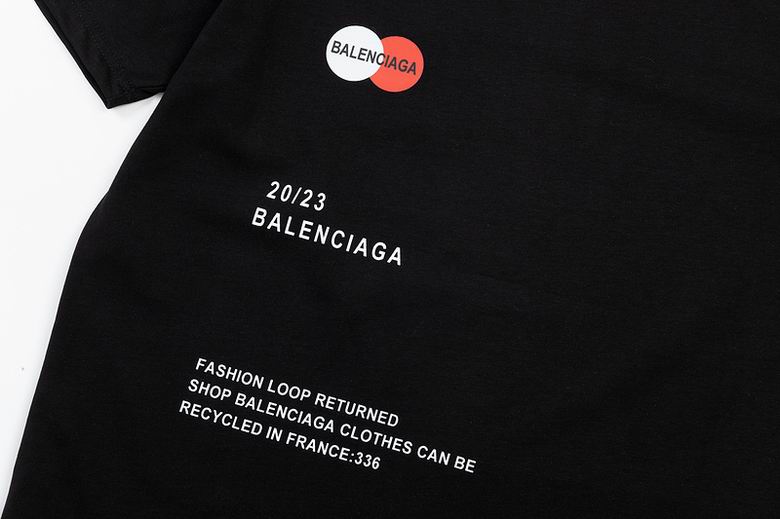 BALENCIAGA
20/23
BALENCIAGA
FASHION LOOP RETURNED
SHOP BALENCIAGA CLOTHES CAN BE
RECYCLED IN FRANCE:336